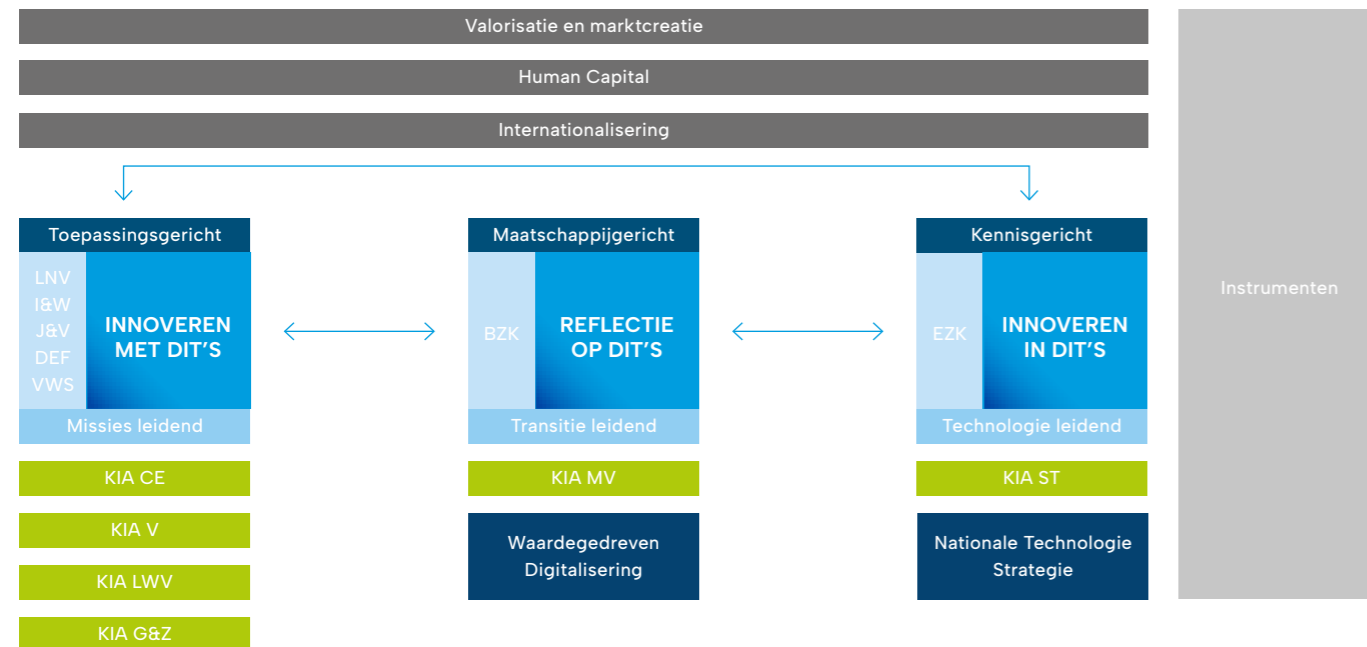 Valorisatie en marktcreatie
Human Capital
Internationalisering
Toepassingsgericht
LNV
I&W
J&V
DEF
VWS
INNOVEREN
MET DIT'S
Missies leidend
KIA CE
KIA V
KIA LWV
KIA G&Z
Maatschappijgericht
BZK
REFLECTIE
OP DIT'S
Transitie leidend
KIA MV
Waardegedreven
Digitalisering
Kennisgericht
EZK
INNOVEREN
IN DIT'S
Technologie leidend
KIA ST
Nationale Technologie
Strategie
Instrumenten